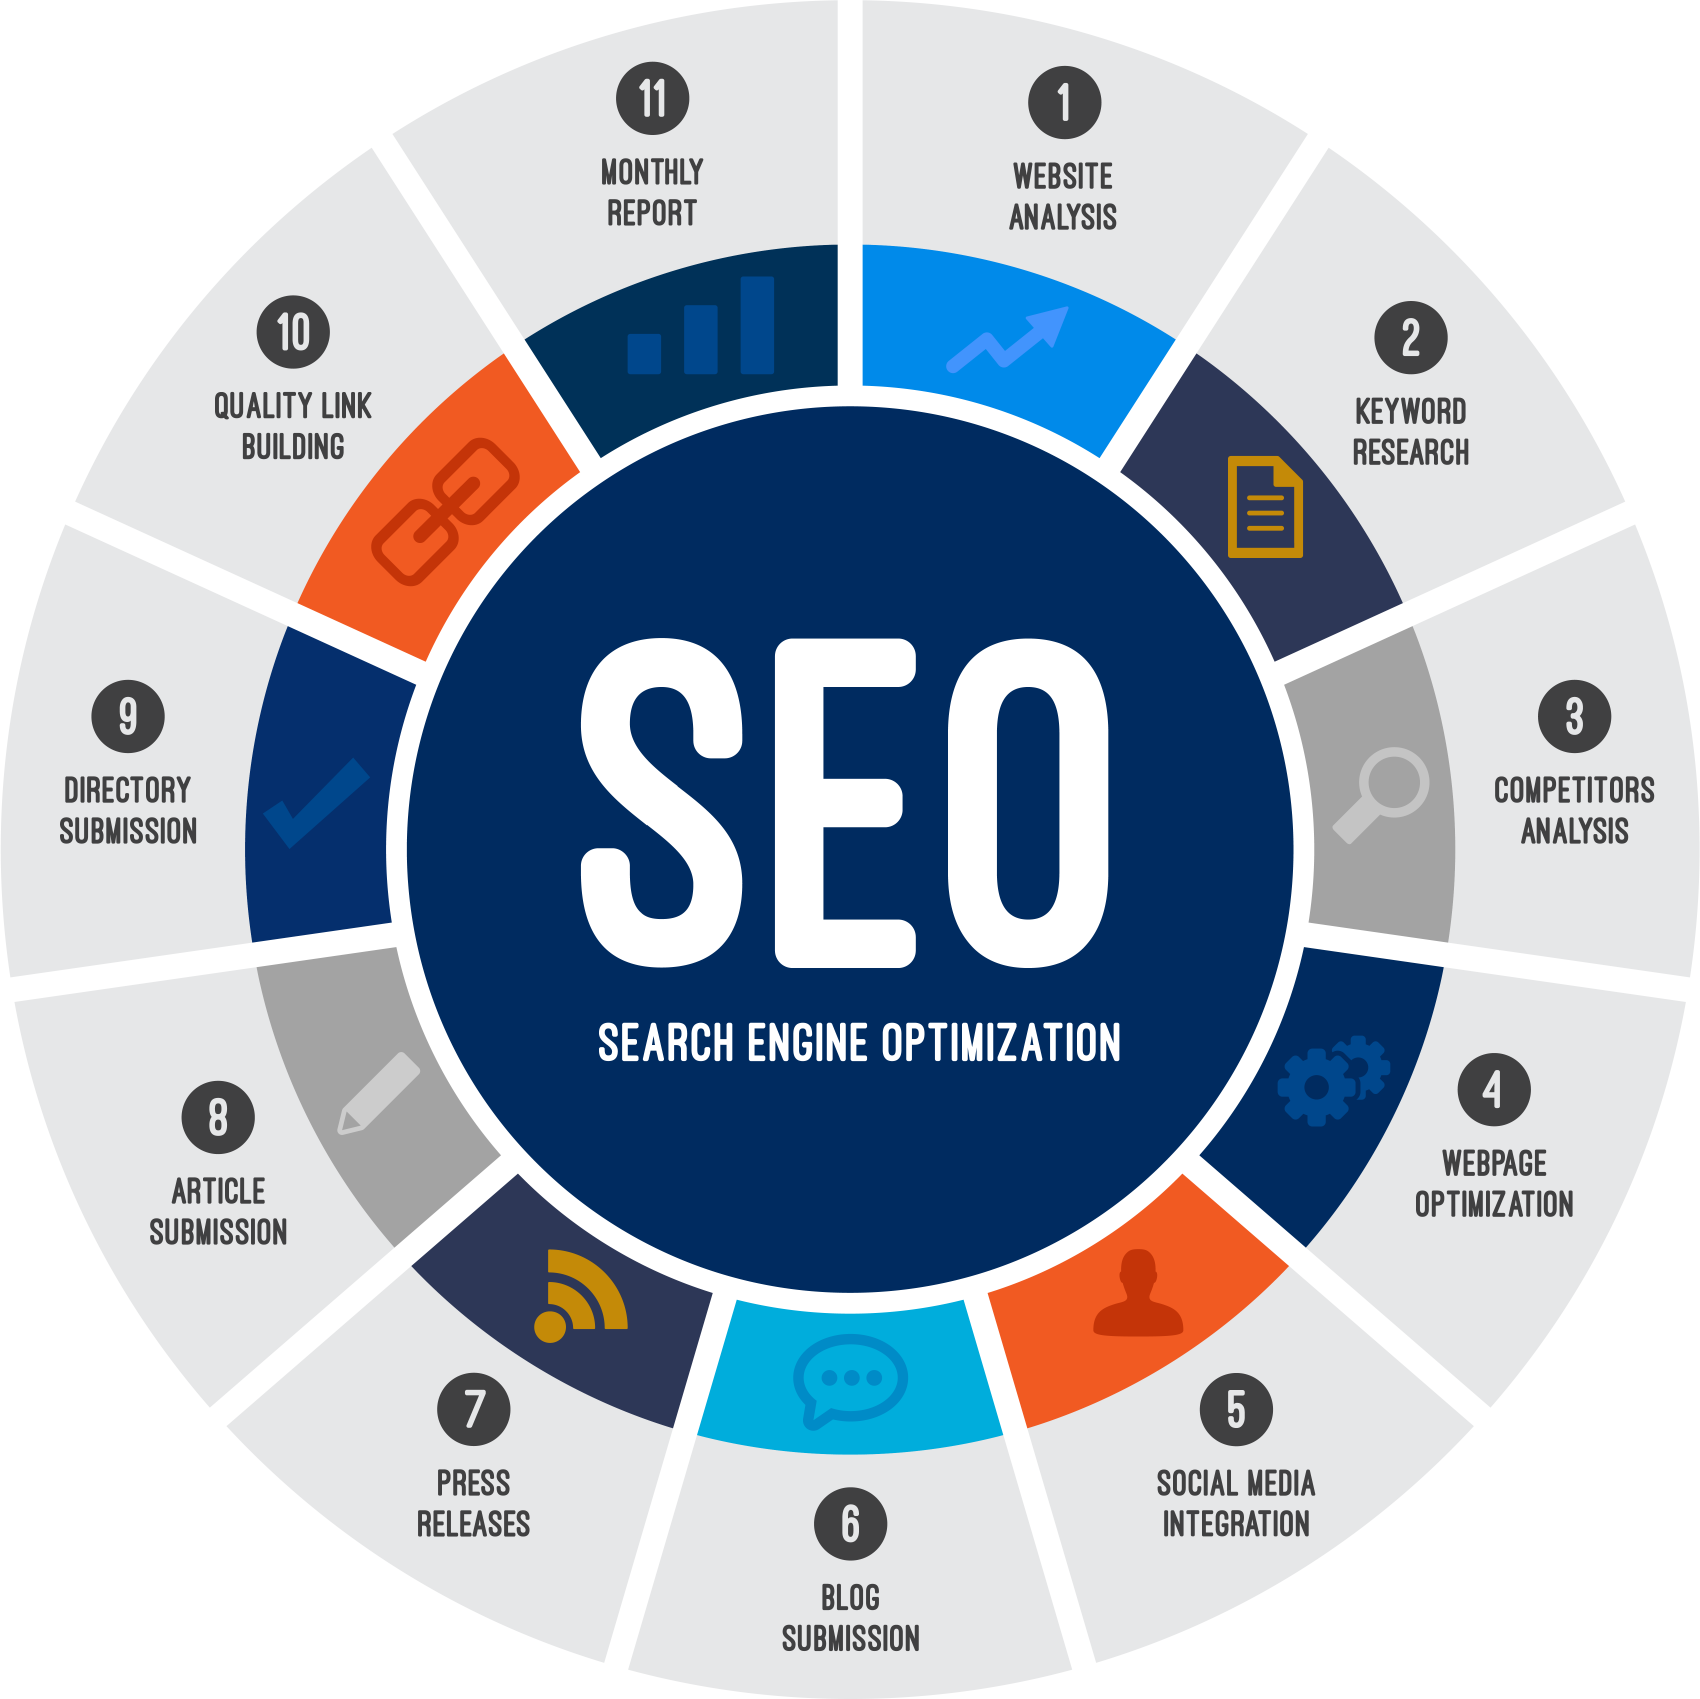 1
WEBSITE
ANALYSIS
2
KEYWORD
RESEARCH
3
COMPETITORS
ANALYSIS
4
WEBPAGE
OPTIMIZATION
5
SOCIAL MEDIA
INTEGRATION
6
BLOG
SUBMISSION
7
PRESS
RELEASES
8
ARTICLE
SUBMISSION
9
DIRECTORY
SUBMISSION
10
QUALITY LINK
BUILDING
11
MONTHLY
REPORT
SEO
SEARCH ENGINE OPTIMIZATION